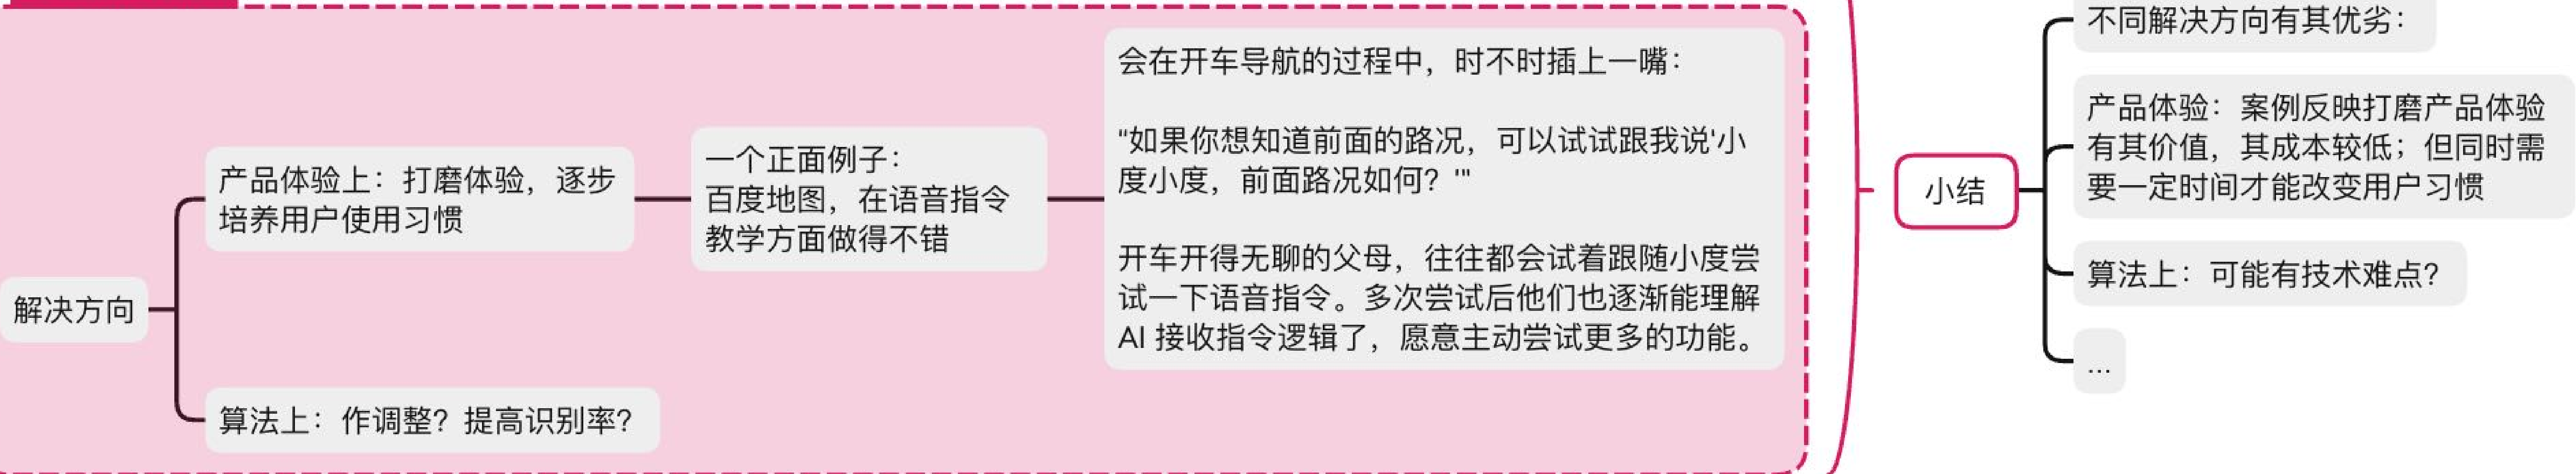 解决方向
产品体验上：打磨体验，逐步
培养用户使用习惯
一个正面例子：
百度地图，在语音指令
教学方面做得不错
会在开车导航的过程中，时不时插上一嘴：
"如果你想知道前面的路况，可以试试跟我说'小
度小度，前面路况如何？'"
开车开得无聊的父母，往往都会试着跟随小度尝
试一下语音指令。多次尝试后他们也逐渐能理解
AI 接收指令逻辑了，愿意主动尝试更多的功能。
算法上：作调整？提高识别率？
小结
不同解决方向有其优劣：
产品体验：案例反映打磨产品体验
有其价值，其成本较低；但同时需
要一定时间才能改变用户习惯
算法上：可能有技术难点？
...